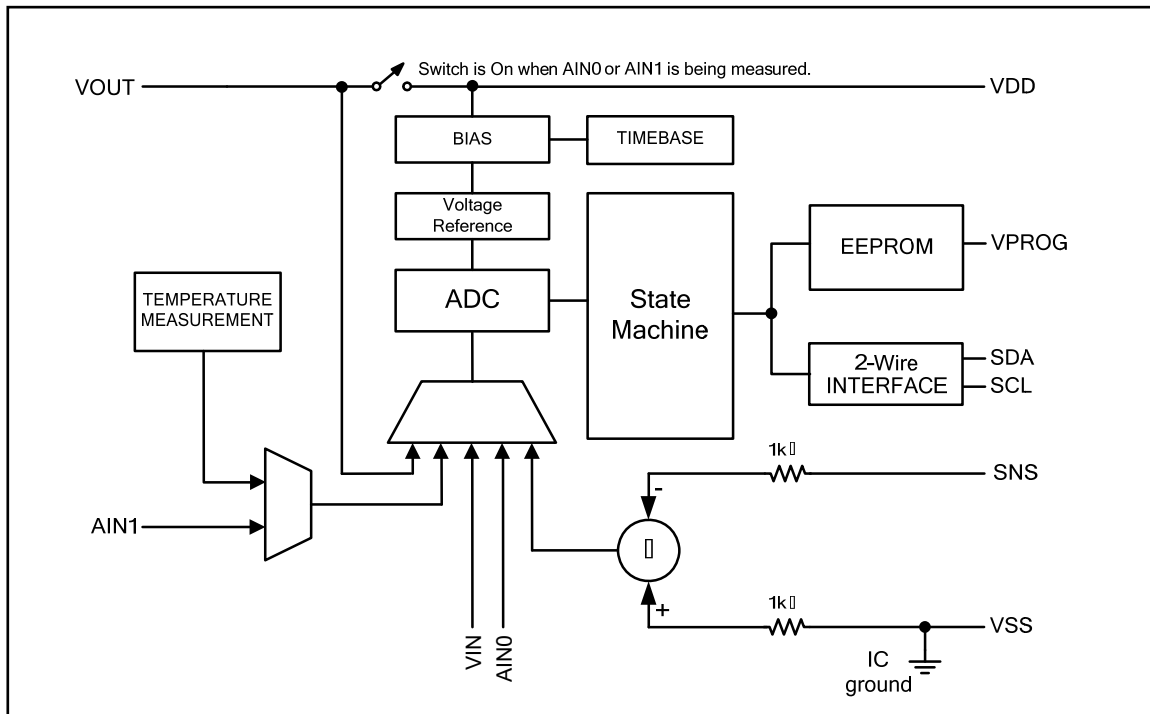 Switch is On when AIN0 or AIN1 is being measured.
VOUT
VDD
BIAS
TIMEBASE
Voltage
Reference
EEPROM
VPROG
ADC
State
Machine
TEMPERATURE
MEASUREMENT
2-Wire
INTERFACE
SDA
SCL
1k▯
SNS
-
AIN1
▯
+
1k▯
VSS
VIN
AIN0
IC
ground